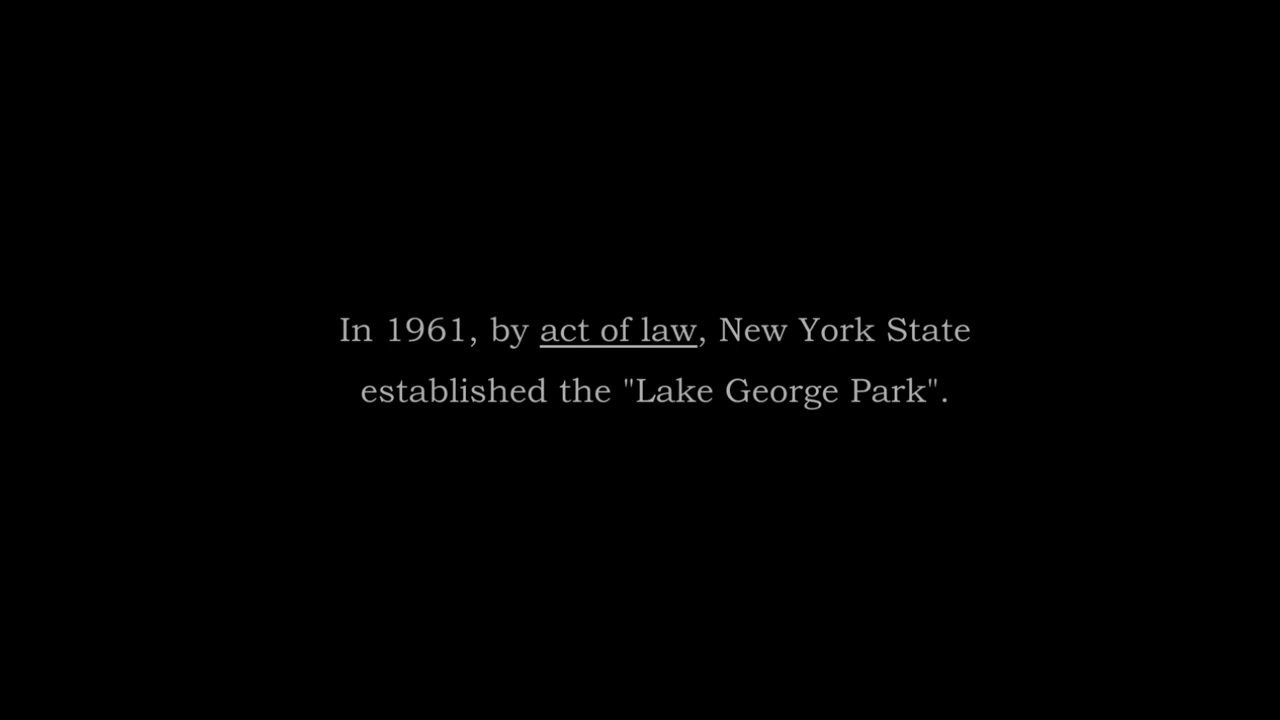 In 1961, by act of law, New York State
established the "Lake George Park".